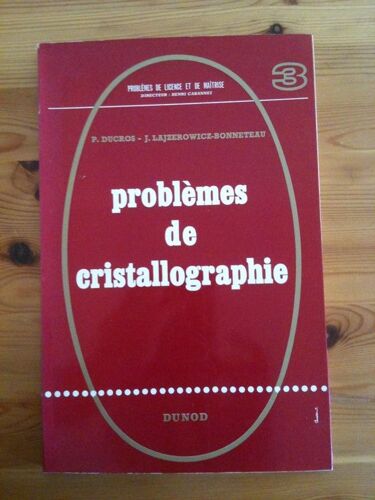 PROBLÈMES DE LICENCE ET DE MAÎTRISE
DIRECTEUR : HENRI CABANNES
3
P. DUCROS - J. LAJZEROWICZ-BONNETEAU
problèmes
de
cristallographie
DUNOD